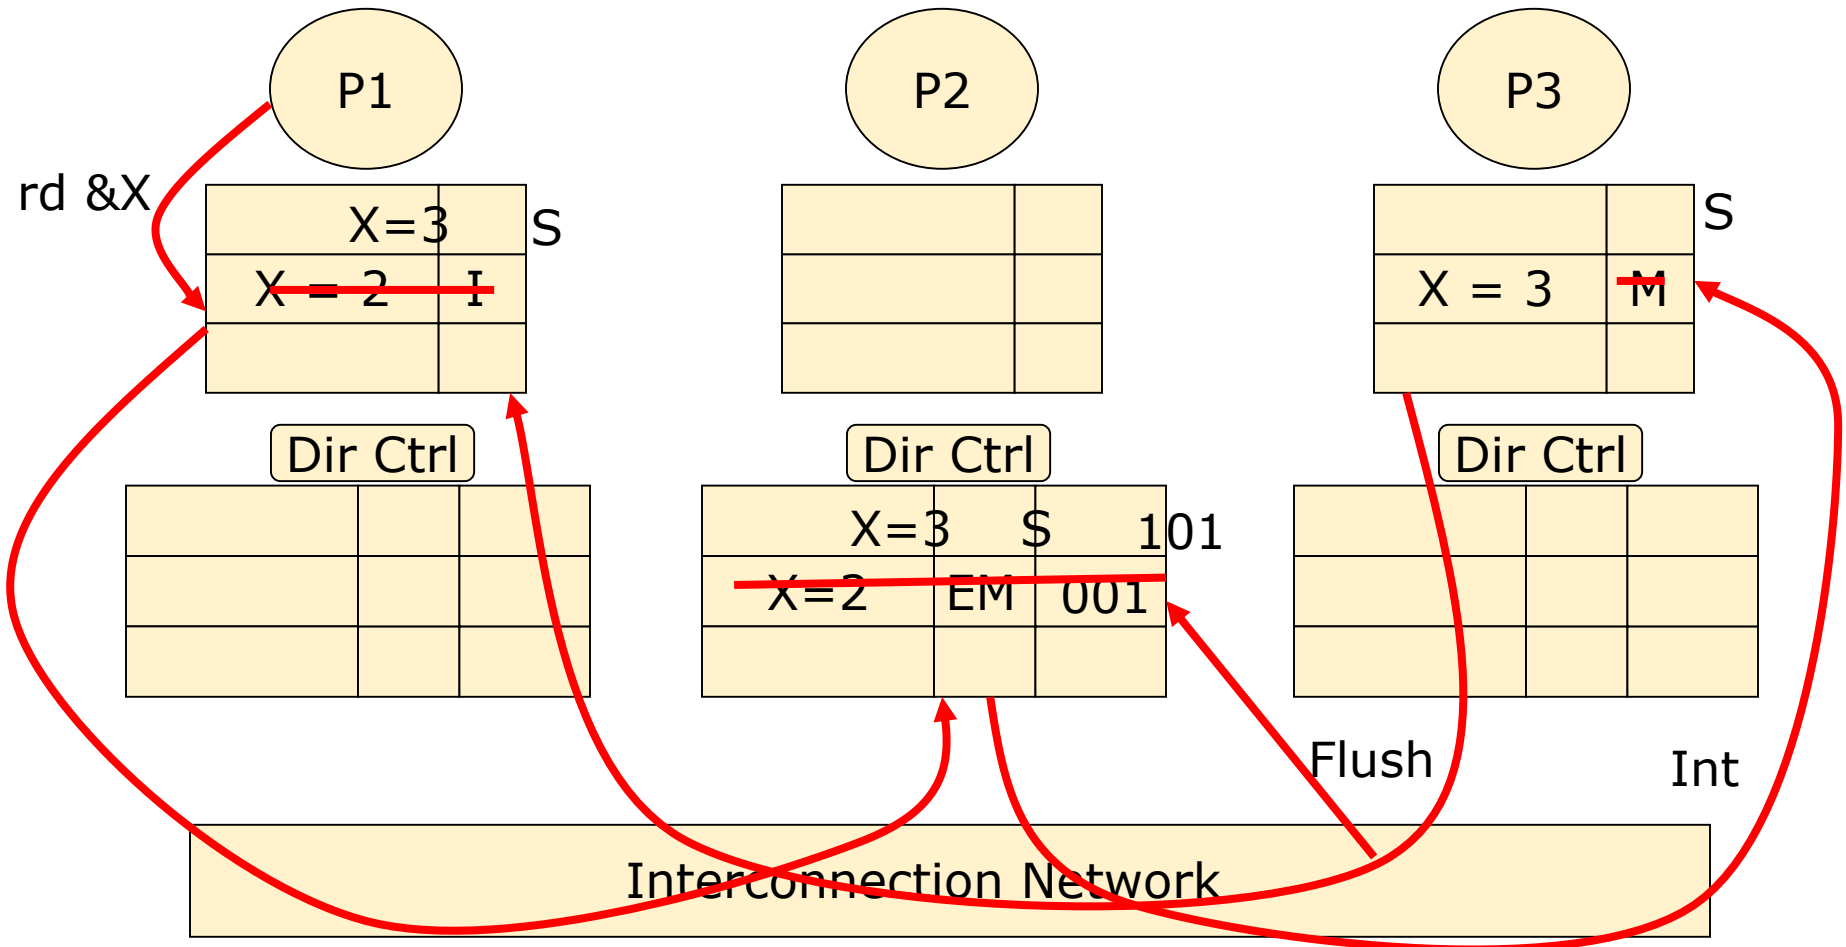 P1
P2
P3
rd &X
X=3
S
S
X = 2 I
X = 3 M
Dir Ctrl
Dir Ctrl
Dir Ctrl
X=3 S 101
X=2 EM 001
Flush
Int
Interconnection Network